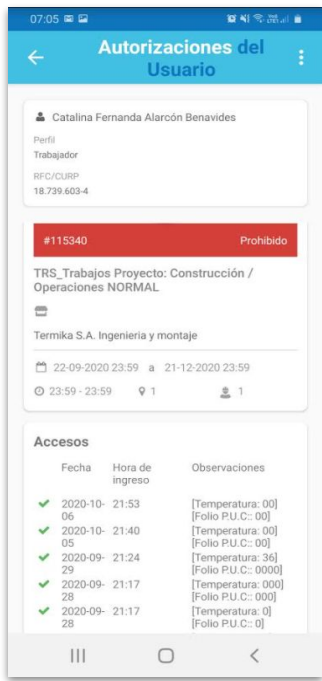 07:05
Autorizaciones del
Usuario
Catalina Fernanda Alarcón Benavides
Perfil
Trabajador
RFC/CURP
18.739.603-4
#115340 Prohibido
TRS_Trabajos Proyecto: Construcción /
Operaciones NORMAL
Termika S.A. Ingenieria y montaje
22-09-2020 23:59 a 21-12-2020 23:59
23:59 - 23:59 1 1
Accesos
Fecha Hora de Observaciones
ingreso
2020-10- 21:53 [Temperatura: 00]
06 [Folio P.U.C:: 00]
2020-10- 21:40 [Temperatura: 00]
05 [Folio P.U.C:: 00]
2020-09- 21:24 [Temperatura: 36]
29 [Folio P.U.C:: 0000]
2020-09- 21:17 [Temperatura: 000]
28 [Folio P.U.C:: 000]
2020-09- 21:17 [Temperatura: 0]
28 [Folio P.U.C:: 0]